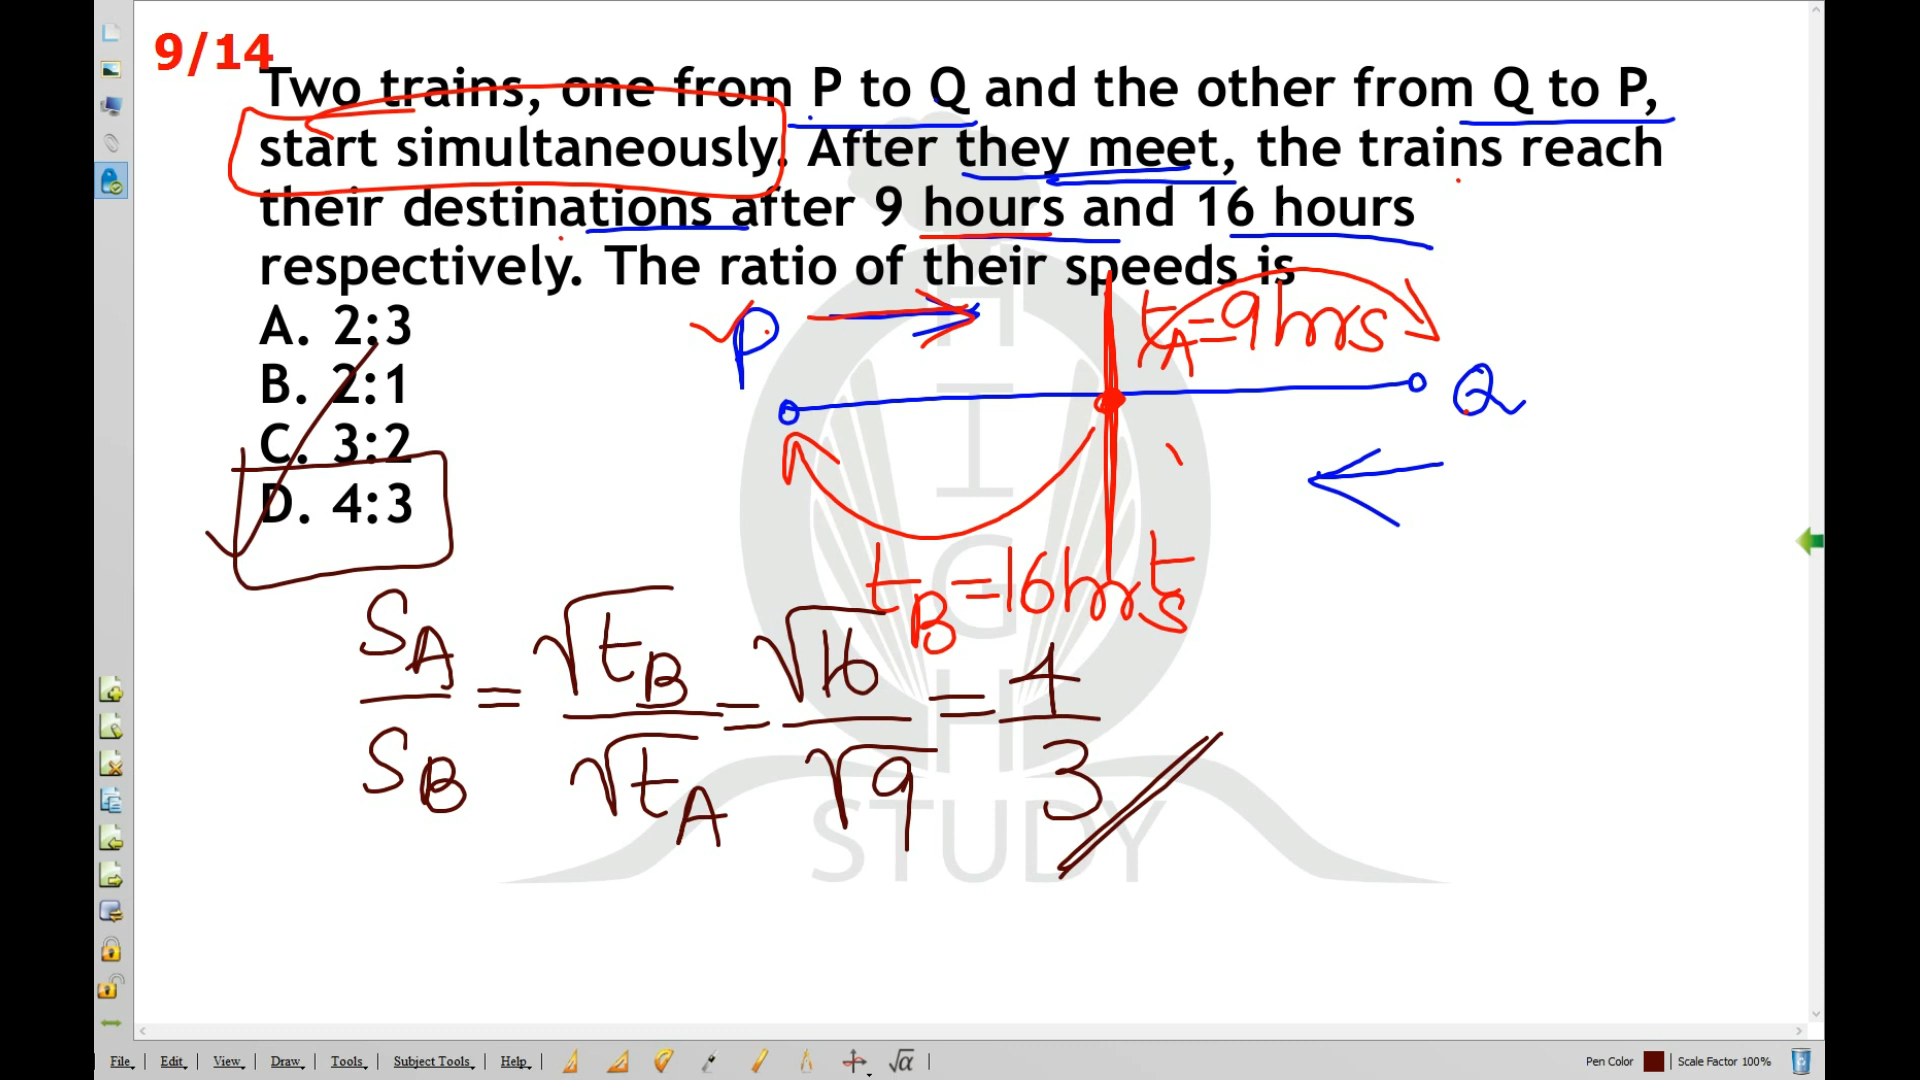 9/14
Two trains, one from P to Q and the other from Q to P,
start simultaneously. After they meet, the trains reach
their destinations after 9 hours and 16 hours
respectively. The ratio of their speeds is
A. 2:3
B. 2:1
C. 3:2
D. 4:3
P
tA=9hrs
Q
tB=16hrs
t
SA/SB = √tB/√tA = √16/√9 = 4/3
HIGH
STUDY
File Edit View Draw Tools Subject Tools Help √α Pen Color Scale Factor 100%